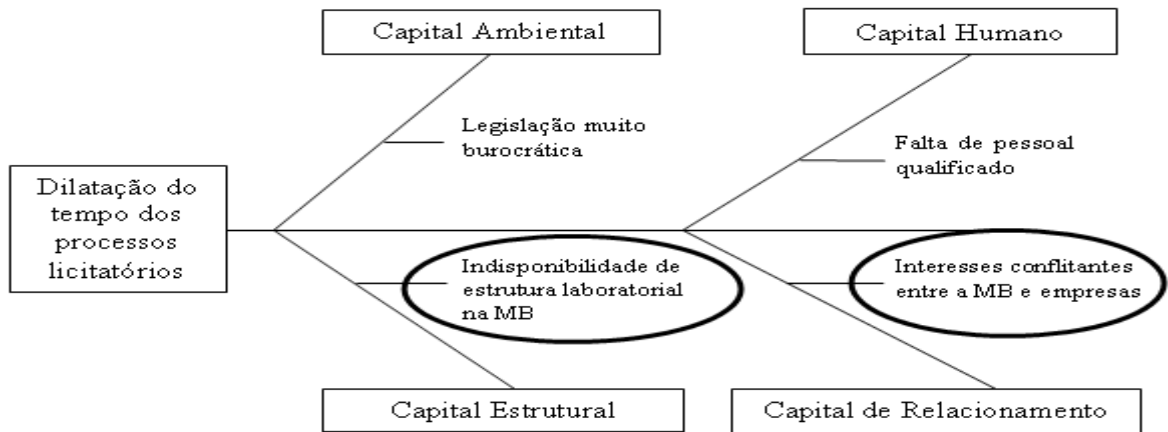 Capital Ambiental
Capital Humano
Legislação muito
burocrática
Falta de pessoal
qualificado
Dilatação do
tempo dos
processos
licitatórios
Indisponibilidade de
estrutura laboratorial
na MB
Interesses conflitantes
entre a MB e empresas
Capital Estrutural
Capital de Relacionamento